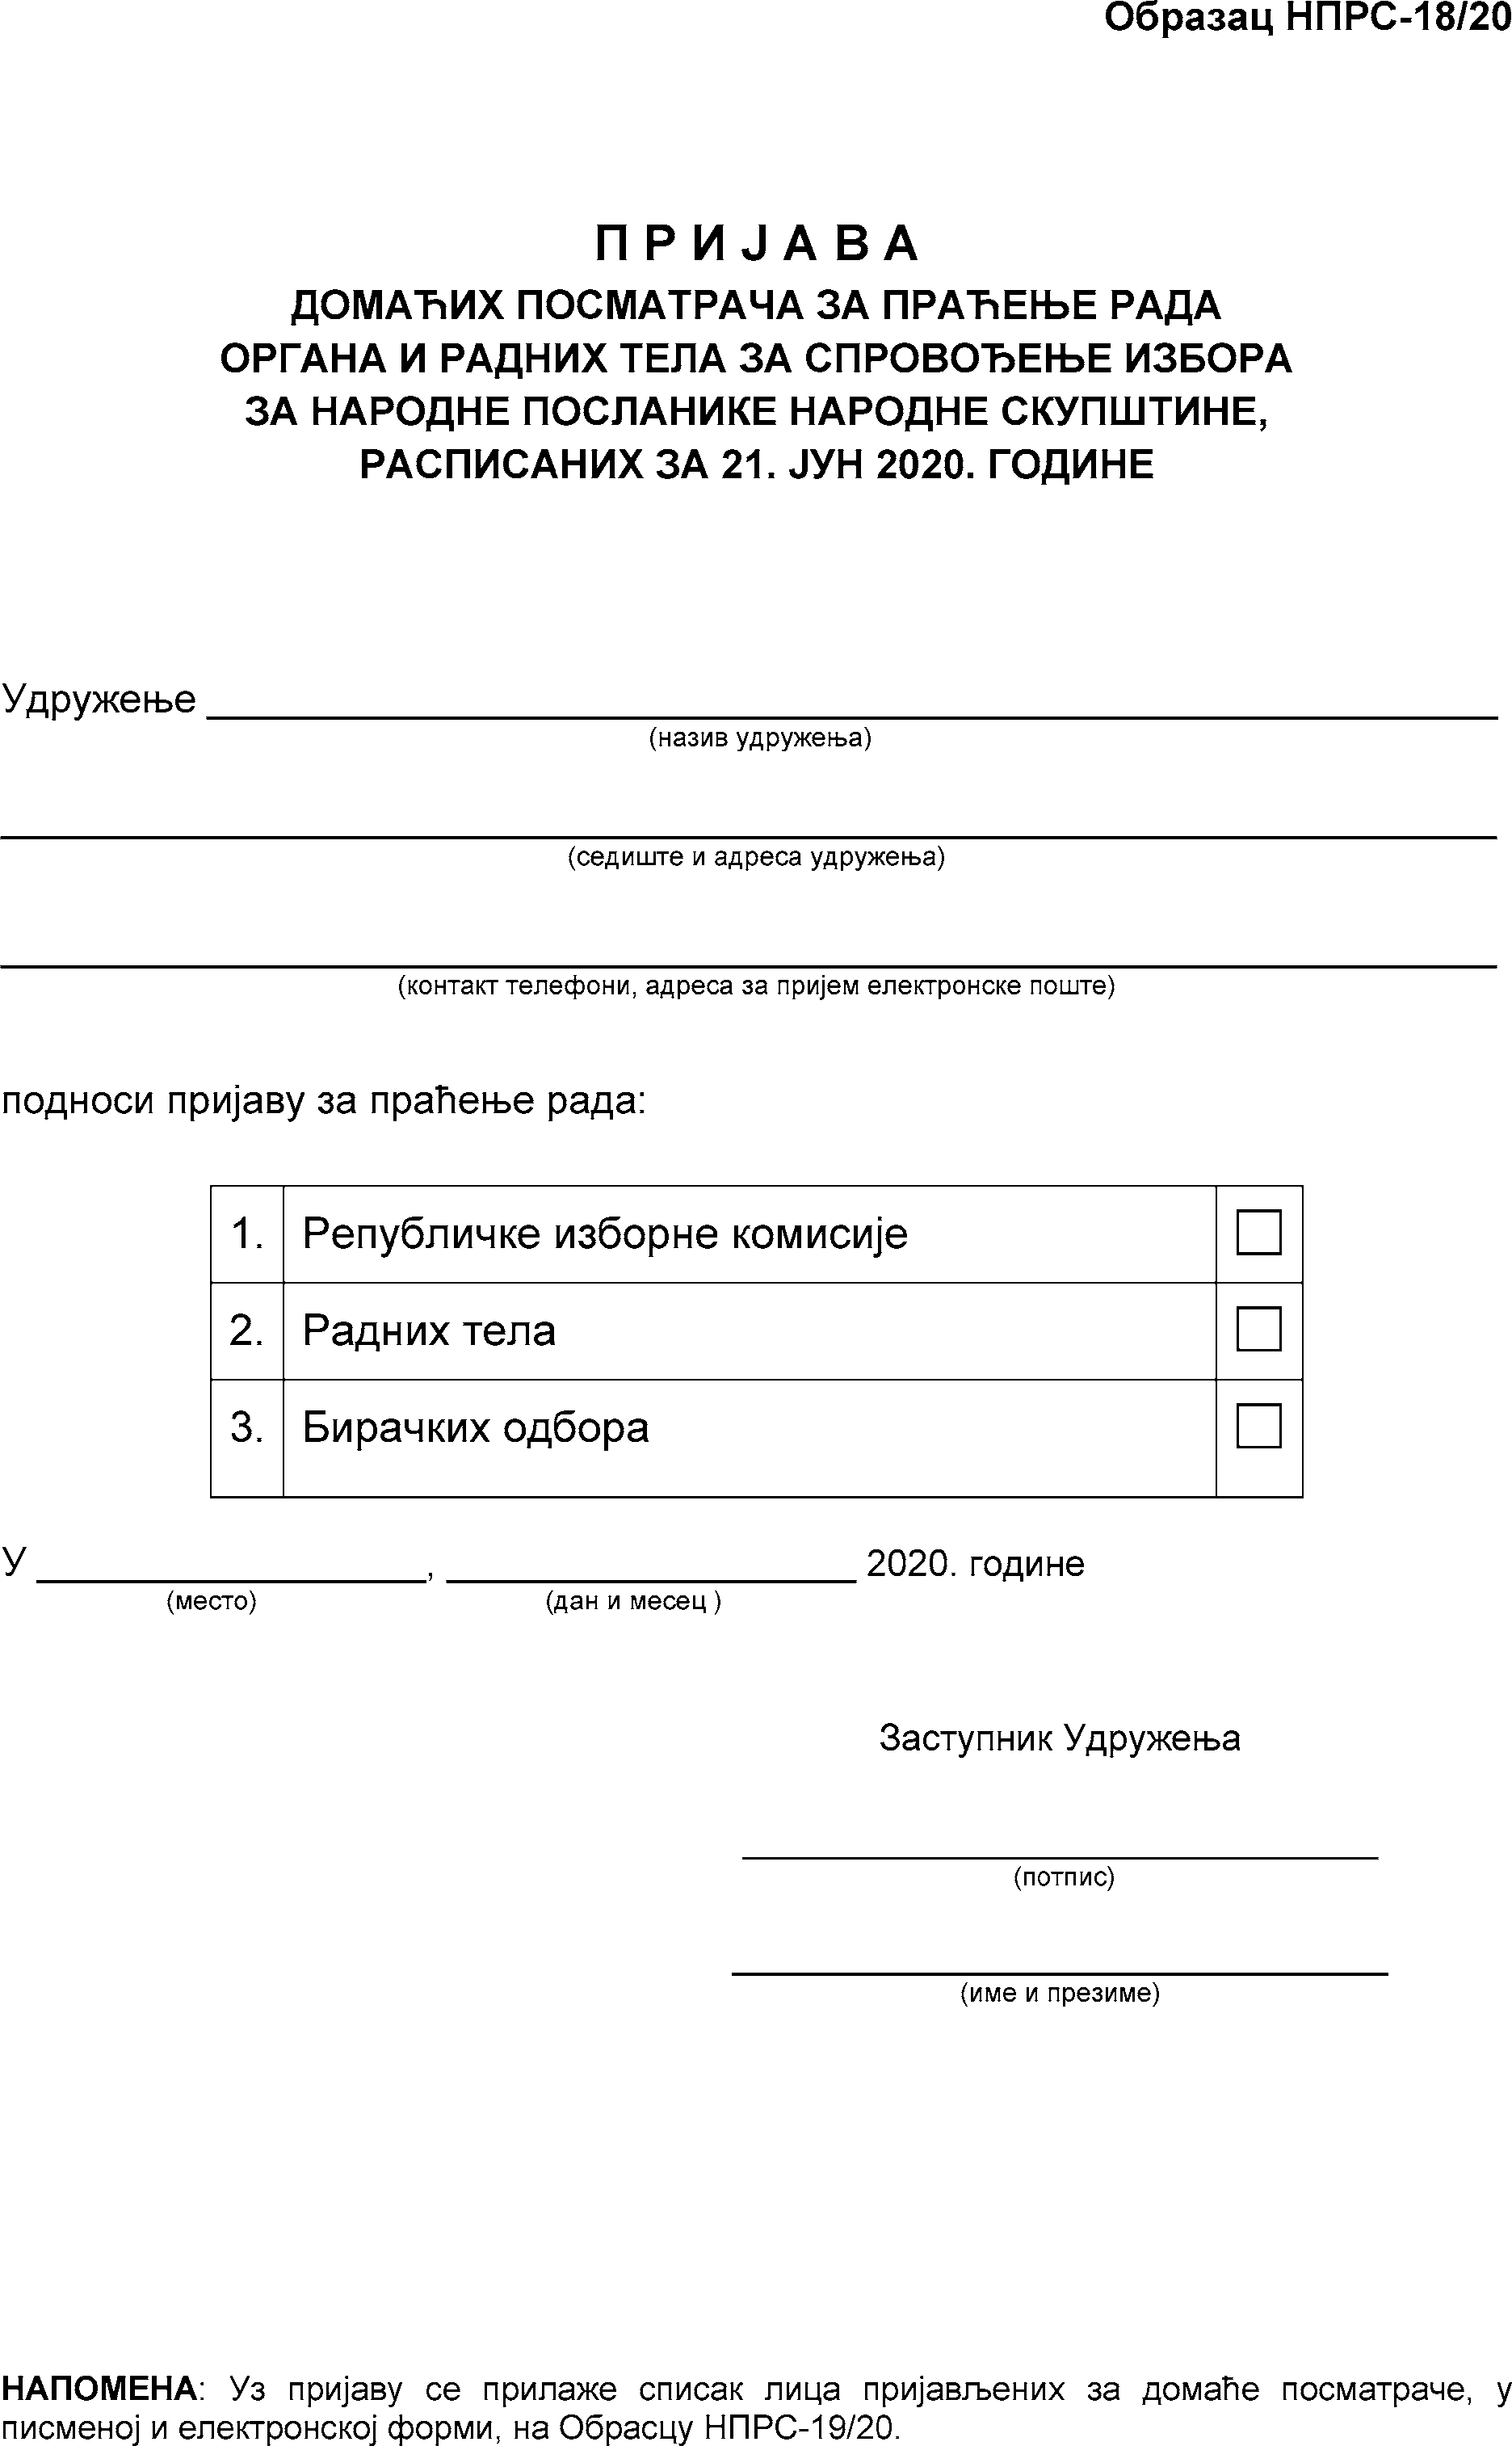 Образац НПРС-18/20
П Р И Ј А В А
ДОМАЋИХ ПОСМАТРАЧА ЗА ПРАЋЕЊЕ РАДА
ОРГАНА И РАДНИХ ТЕЛА ЗА СПРОВОЂЕЊЕ ИЗБОРА
ЗА НАРОДНЕ ПОСЛАНИКЕ НАРОДНЕ СКУПШТИНЕ,
РАСПИСАНИХ ЗА 21. ЈУН 2020. ГОДИНЕ
Удружење
(назив удружења)
(седиште и адреса удружења)
(контакт телефони, адреса за пријем електронске поште)
подноси пријаву за праћење рада:
1. Републичке изборне комисије
2. Радних тела
3. Бирачких одбора
У , 2020. године
(место) (дан и месец )
Заступник Удружења
(потпис)
(име и презиме)
НАПОМЕНА: Уз пријаву се прилаже списак лица пријављених за домаће посматраче, у
писменој и електронској форми, на Обрасцу НПРС-19/20.